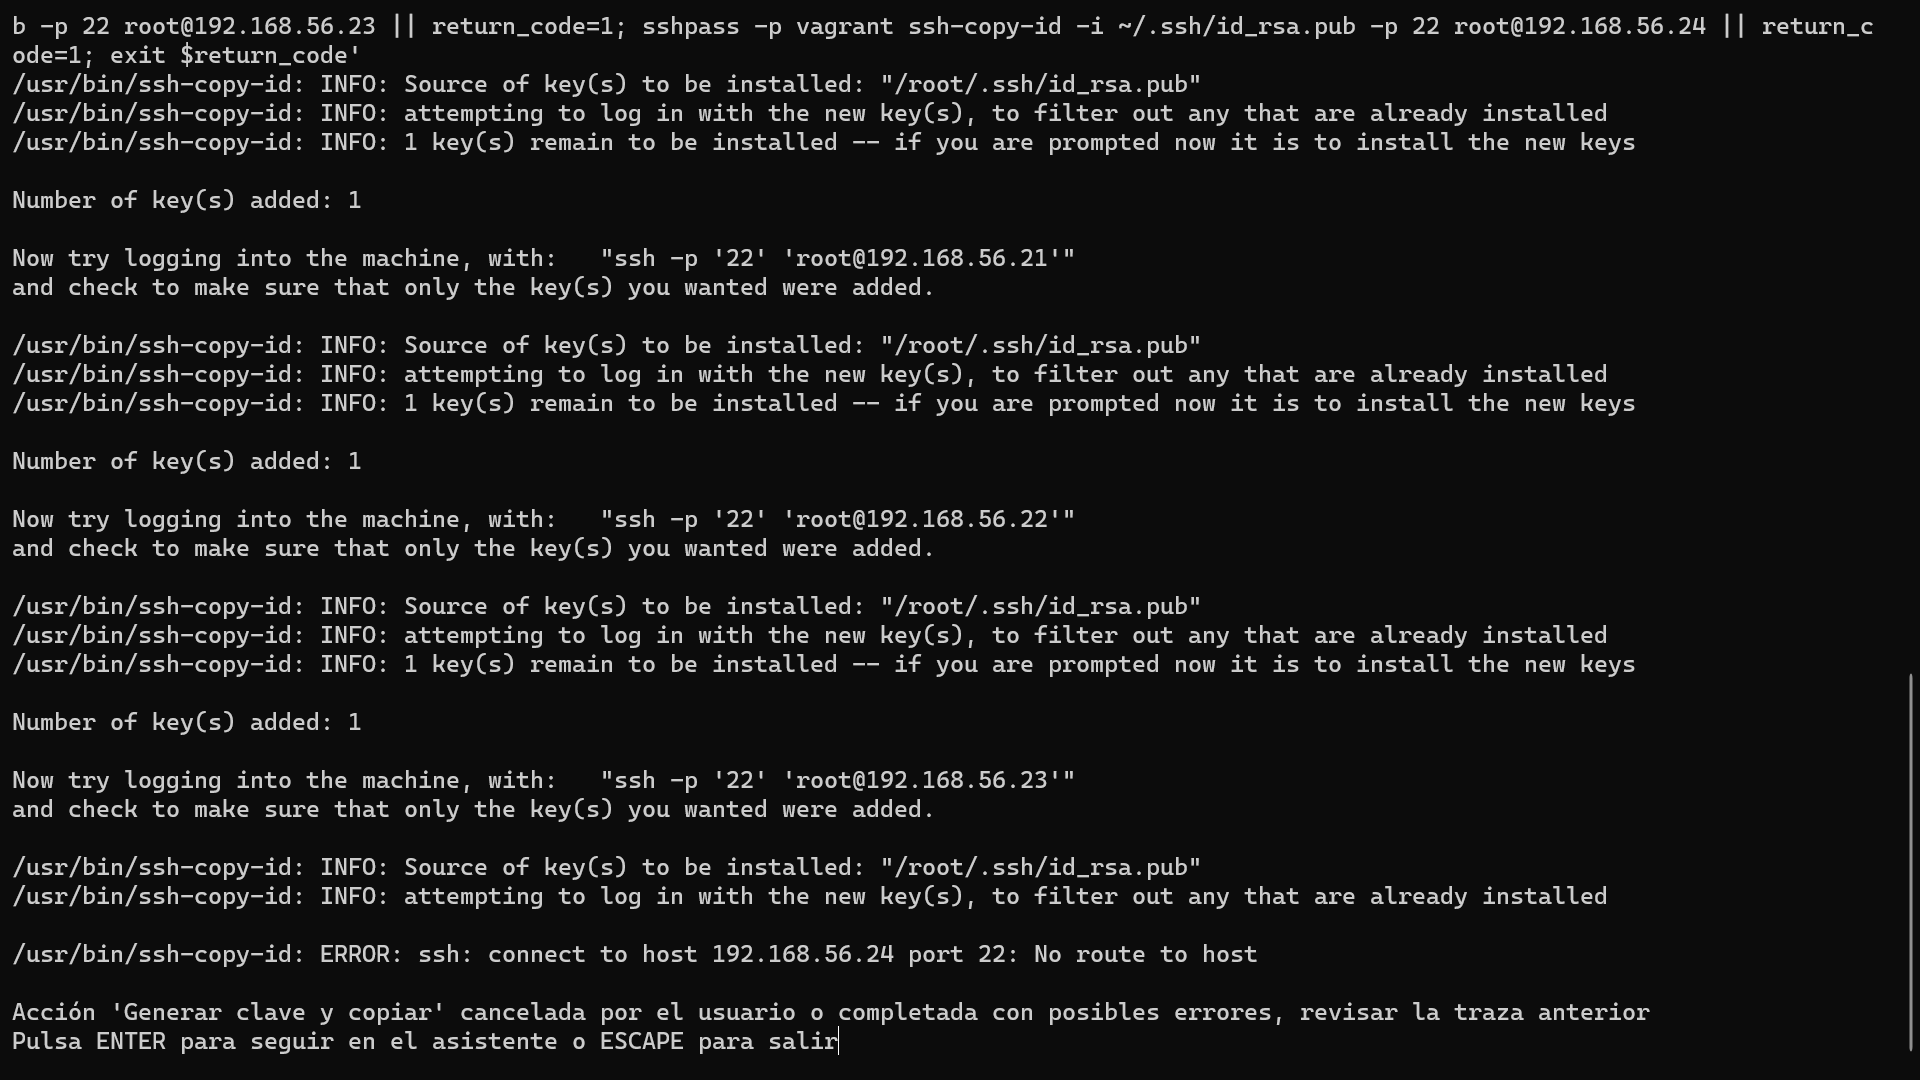 b -p 22 root@192.168.56.23 || return_code=1; sshpass -p vagrant ssh-copy-id -i ~/.ssh/id_rsa.pub -p 22 root@192.168.56.24 || return_c
ode=1; exit $return_code'
/usr/bin/ssh-copy-id: INFO: Source of key(s) to be installed: "/root/.ssh/id_rsa.pub"
/usr/bin/ssh-copy-id: INFO: attempting to log in with the new key(s), to filter out any that are already installed
/usr/bin/ssh-copy-id: INFO: 1 key(s) remain to be installed -- if you are prompted now it is to install the new keys
Number of key(s) added: 1
Now try logging into the machine, with:   "ssh -p '22' 'root@192.168.56.21'"
and check to make sure that only the key(s) you wanted were added.
/usr/bin/ssh-copy-id: INFO: Source of key(s) to be installed: "/root/.ssh/id_rsa.pub"
/usr/bin/ssh-copy-id: INFO: attempting to log in with the new key(s), to filter out any that are already installed
/usr/bin/ssh-copy-id: INFO: 1 key(s) remain to be installed -- if you are prompted now it is to install the new keys
Number of key(s) added: 1
Now try logging into the machine, with:   "ssh -p '22' 'root@192.168.56.22'"
and check to make sure that only the key(s) you wanted were added.
/usr/bin/ssh-copy-id: INFO: Source of key(s) to be installed: "/root/.ssh/id_rsa.pub"
/usr/bin/ssh-copy-id: INFO: attempting to log in with the new key(s), to filter out any that are already installed
/usr/bin/ssh-copy-id: INFO: 1 key(s) remain to be installed -- if you are prompted now it is to install the new keys
Number of key(s) added: 1
Now try logging into the machine, with:   "ssh -p '22' 'root@192.168.56.23'"
and check to make sure that only the key(s) you wanted were added.
/usr/bin/ssh-copy-id: INFO: Source of key(s) to be installed: "/root/.ssh/id_rsa.pub"
/usr/bin/ssh-copy-id: INFO: attempting to log in with the new key(s), to filter out any that are already installed
/usr/bin/ssh-copy-id: ERROR: ssh: connect to host 192.168.56.24 port 22: No route to host
Acción 'Generar clave y copiar' cancelada por el usuario o completada con posibles errores, revisar la traza anterior
Pulsa ENTER para seguir en el asistente o ESCAPE para salir